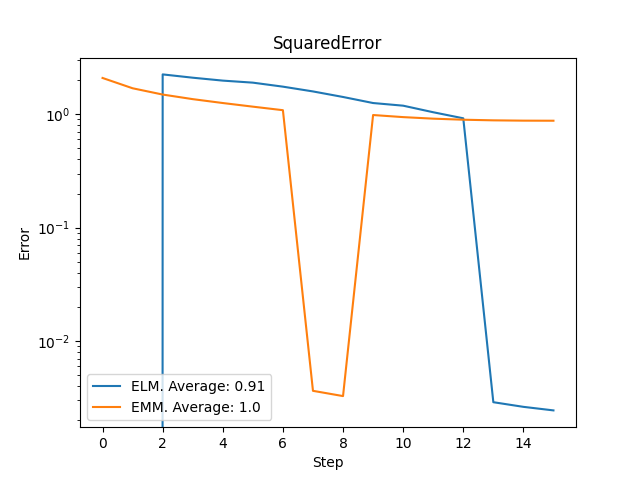 SquaredError
Error
10⁰
10⁻¹
10⁻²
ELM. Average: 0.91
EMM. Average: 1.0
0 2 4 6 8 10 12 14
Step